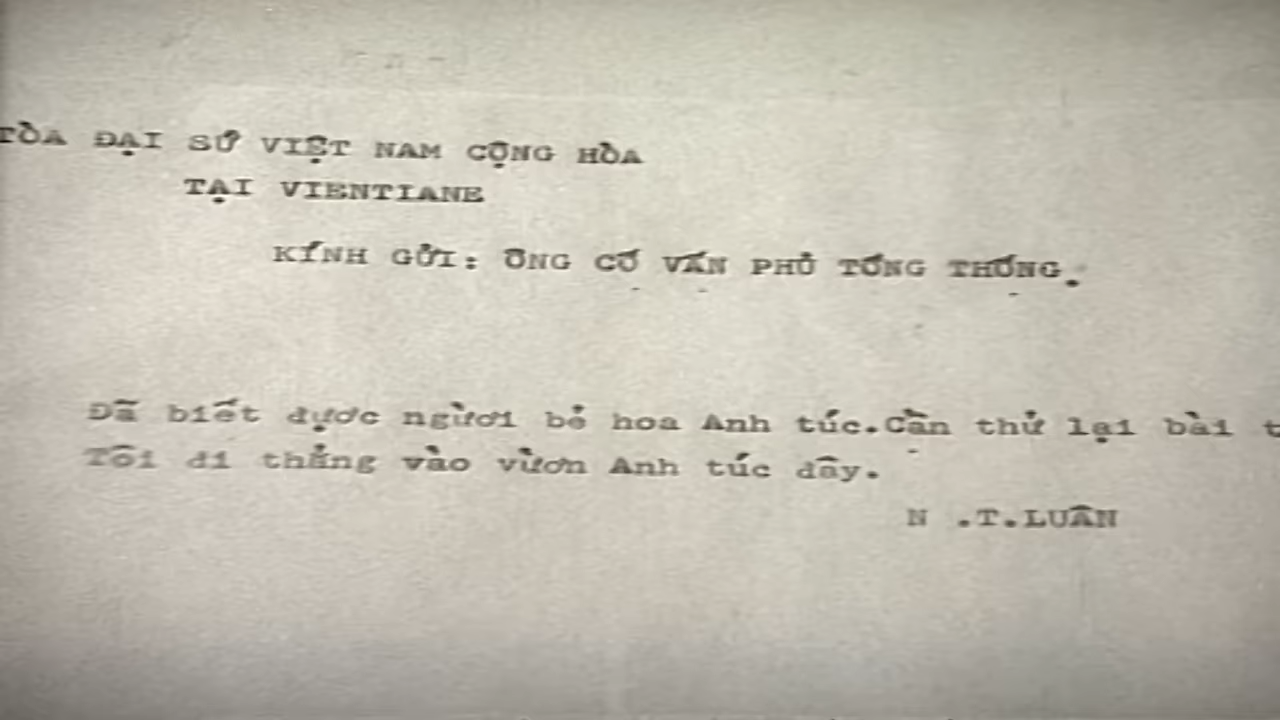 TÒA ĐẠI SỨ VIỆT NAM CỘNG HÒA
TẠI VIENTIANE
KÍNH GỬI: ÔNG CỐ VẤN PHỦ TỔNG THỐNG.
Đã biết được người bẻ hoa Anh túc.Cần thử lại bài
Tôi đi thẳng vào vườn Anh túc đây.
N .T.LUÂN